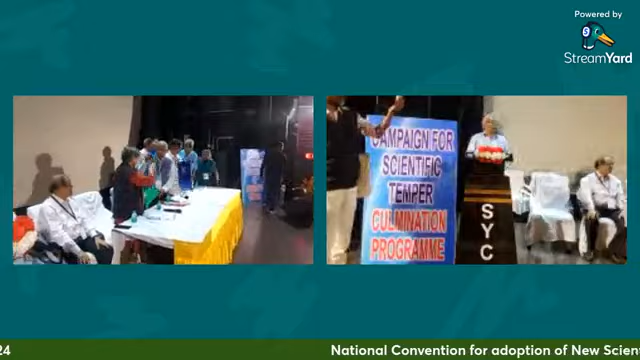 Powered by
StreamYard
CAMPAIGN FOR
SCIENTIFIC
TEMPER
CULMINATION
PROGRAMME
SYC
24
National Convention for adoption of New Scien